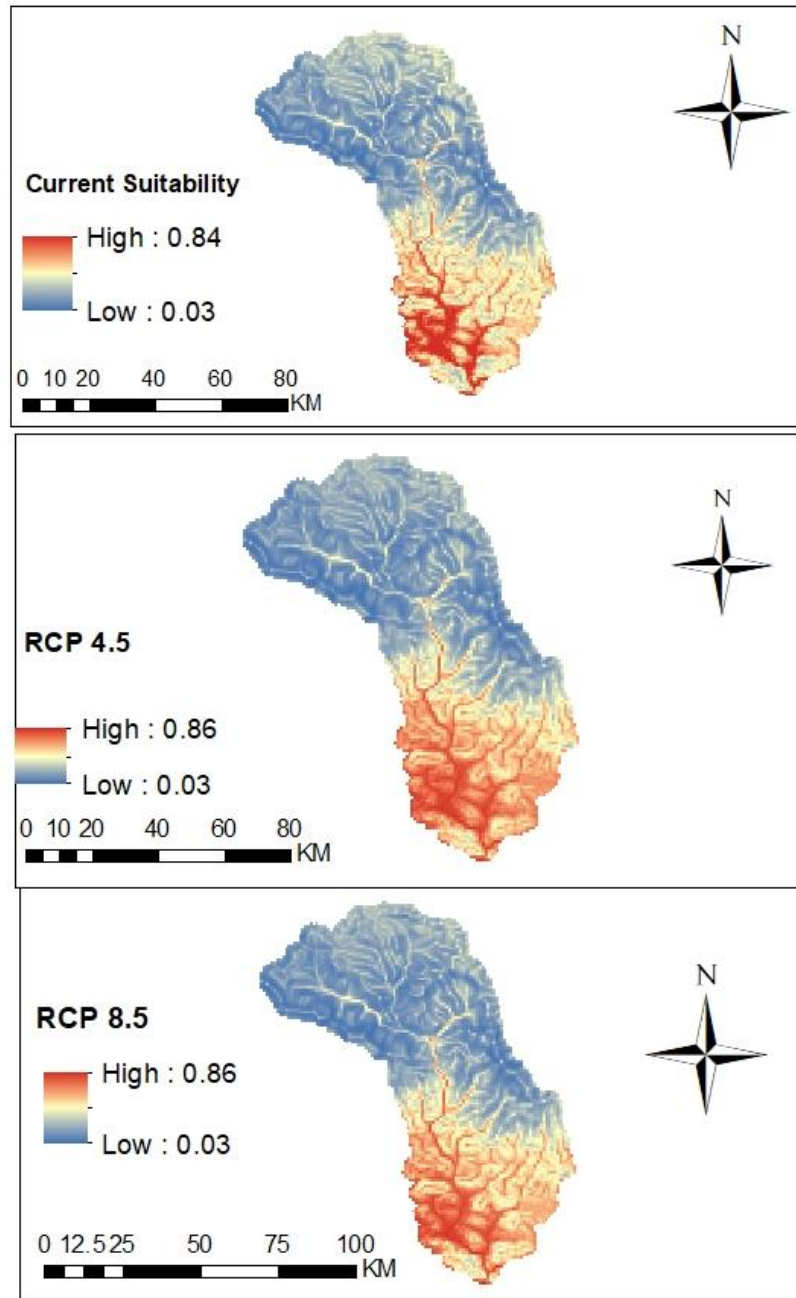 N
Current Suitability
High : 0.84
Low : 0.03
0 10 20 40 60 80
KM
N
RCP 4.5
High : 0.86
Low : 0.03
0 10 20 40 60 80
KM
N
RCP 8.5
High : 0.86
Low : 0.03
0 12.5 25 50 75 100
KM